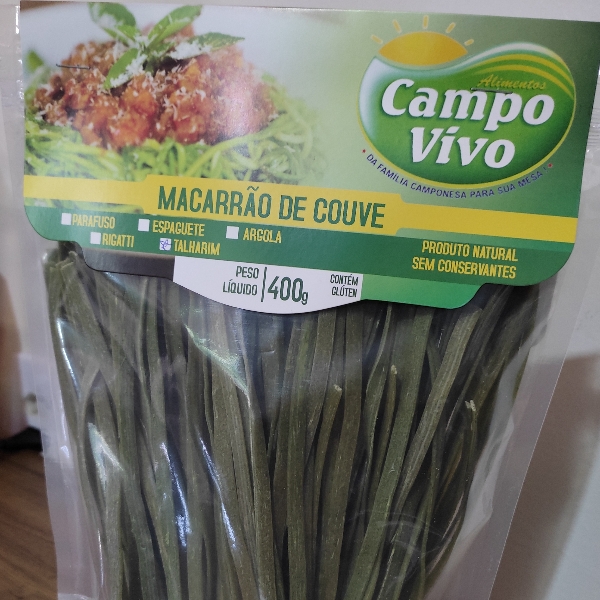 Alimentos
Campo
Vivo
DA FAMÍLIA CAMPONESA PARA SUA MESA
MACARRÃO DE COUVE
PARAFUSO ESPAGUETE ARGOLA
RIGATTI TALHARIM
PRODUTO NATURAL
SEM CONSERVANTES
PESO
LÍQUIDO 400g
CONTÉM
GLÚTEN